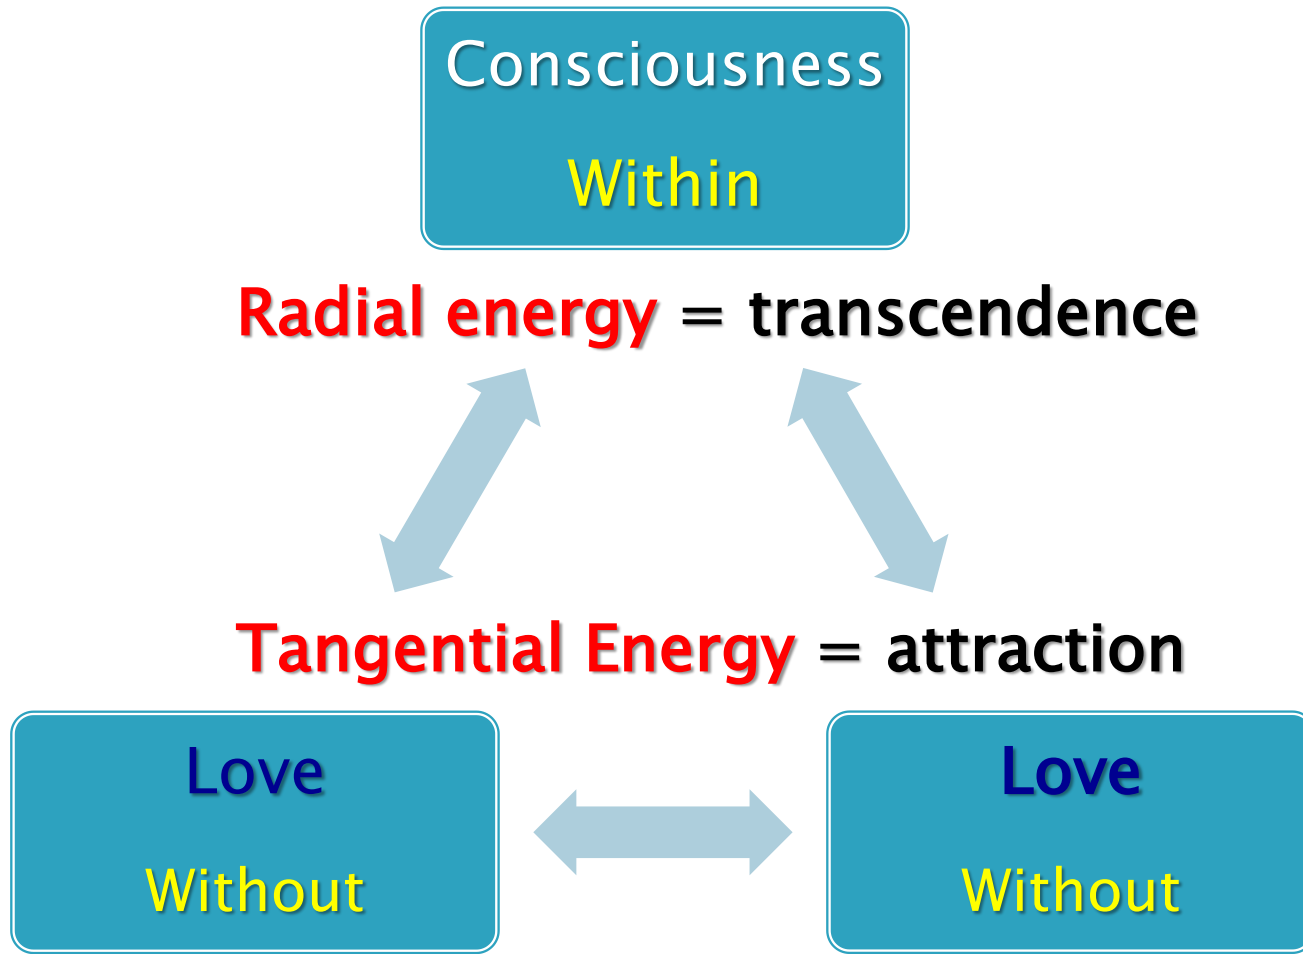 Consciousness
Within
Radial energy = transcendence
Tangential Energy = attraction
Love
Without
Love
Without